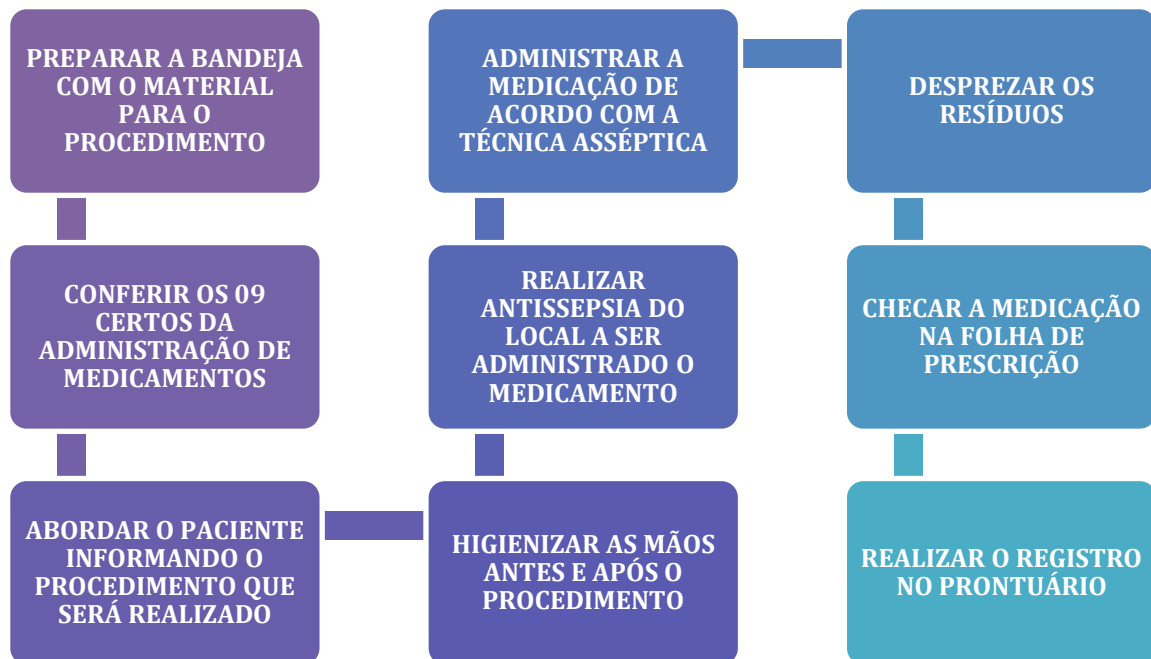 PREPARAR A BANDEJA
COM O MATERIAL
PARA O
PROCEDIMENTO
CONFERIR OS 09
CERTOS DA
ADMINISTRAÇÃO DE
MEDICAMENTOS
ABORDAR O PACIENTE
INFORMANDO O
PROCEDIMENTO QUE
SERÁ REALIZADO
HIGIENIZAR AS MÃOS
ANTES E APÓS O
PROCEDIMENTO
REALIZAR
ANTISSEPSIA DO
LOCAL A SER
ADMINISTRADO O
MEDICAMENTO
ADMINISTRAR A
MEDICAÇÃO DE
ACORDO COM A
TÉCNICA ASSÉPTICA
DESPREZAR OS
RESÍDUOS
CHECAR A MEDICAÇÃO
NA FOLHA DE
PRESCRIÇÃO
REALIZAR O REGISTRO
NO PRONTUÁRIO